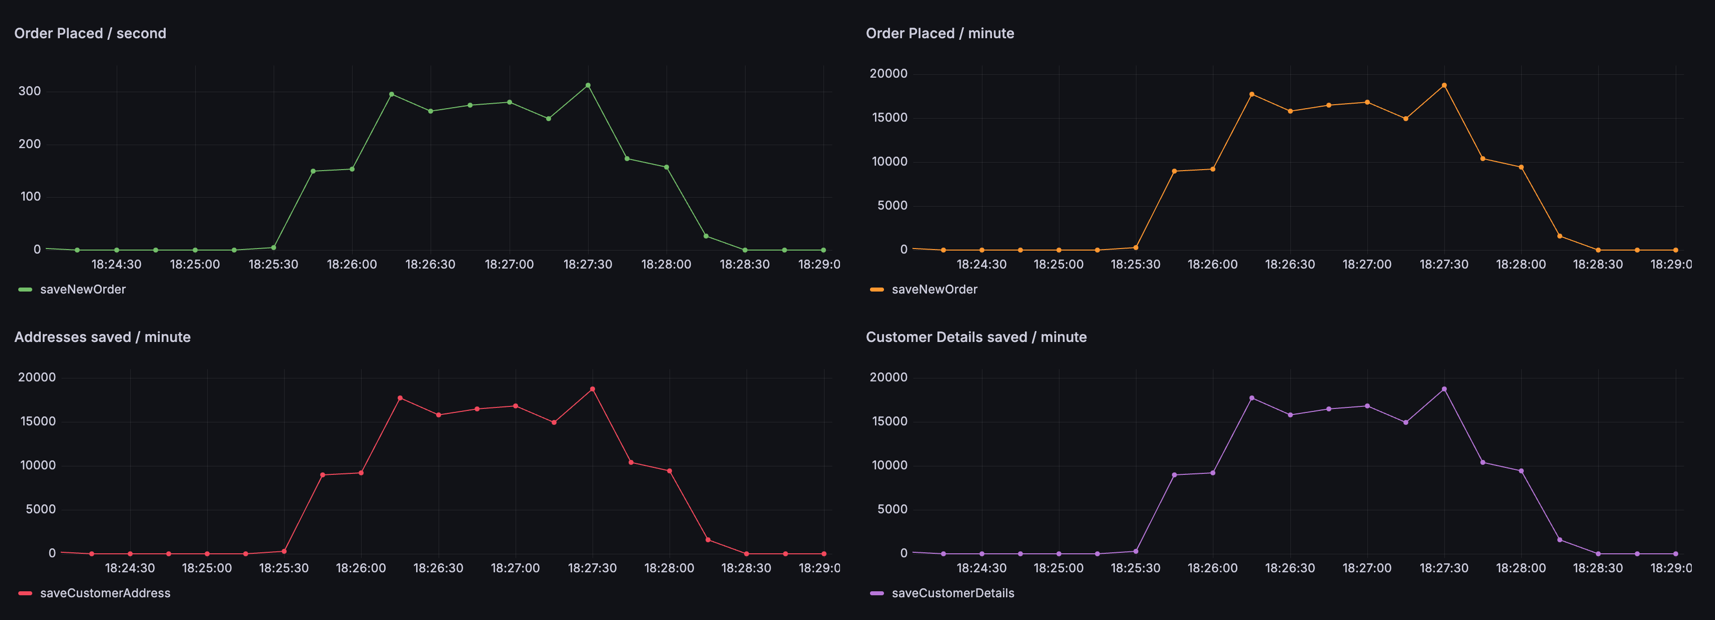 Order Placed / second
300
200
100
0
18:24:30 18:25:00 18:25:30 18:26:00 18:26:30 18:27:00 18:27:30 18:28:00 18:28:30 18:29:0
saveNewOrder
Order Placed / minute
20000
15000
10000
5000
0
18:24:30 18:25:00 18:25:30 18:26:00 18:26:30 18:27:00 18:27:30 18:28:00 18:28:30 18:29:0
saveNewOrder
Addresses saved / minute
20000
15000
10000
5000
0
18:24:30 18:25:00 18:25:30 18:26:00 18:26:30 18:27:00 18:27:30 18:28:00 18:28:30 18:29:0
saveCustomerAddress
Customer Details saved / minute
20000
15000
10000
5000
0
18:24:30 18:25:00 18:25:30 18:26:00 18:26:30 18:27:00 18:27:30 18:28:00 18:28:30 18:29:0
saveCustomerDetails